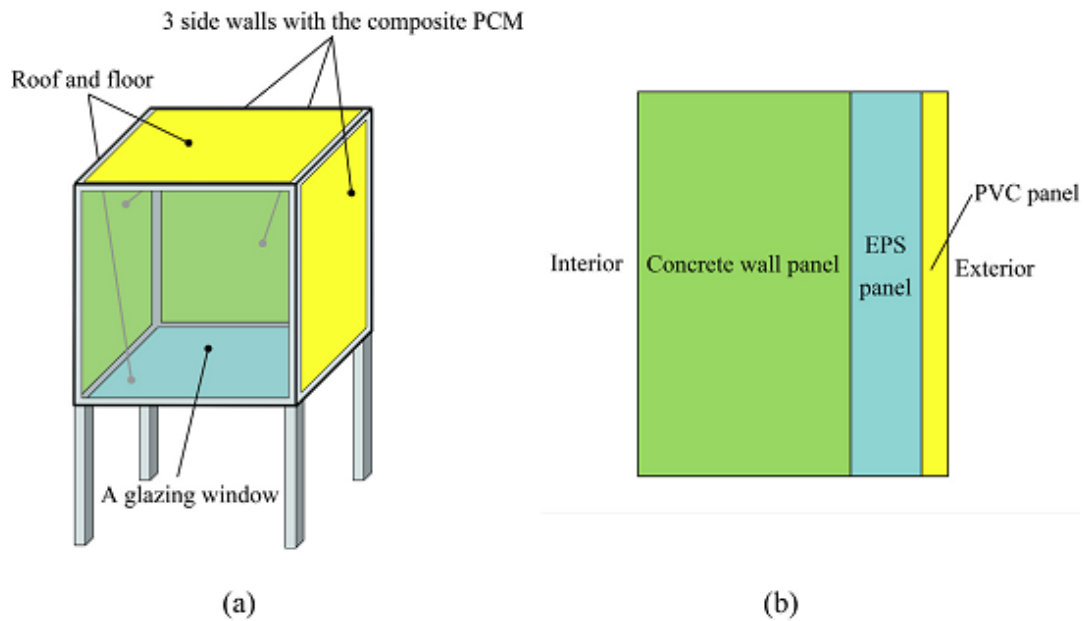 3 side walls with the composite PCM
Roof and floor
A glazing window
(a)
PVC panel
Interior
Concrete wall panel
EPS
panel
Exterior
(b)